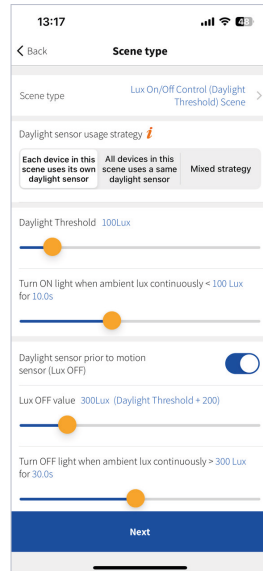 13:17
48
Back
Scene type
Scene type
Lux On/Off Control (Daylight
Threshold) Scene
Daylight sensor usage strategy i
Each device in this
scene uses its own
daylight sensor
All devices in this
scene uses a same
daylight sensor
Mixed strategy
Daylight Threshold 100Lux
Turn ON light when ambient lux continuously < 100 Lux
for 10.0s
Daylight sensor prior to motion
sensor (Lux OFF)
Lux OFF value 300Lux (Daylight Threshold + 200)
Turn OFF light when ambient lux continuously > 300 Lux
for 30.0s
Next